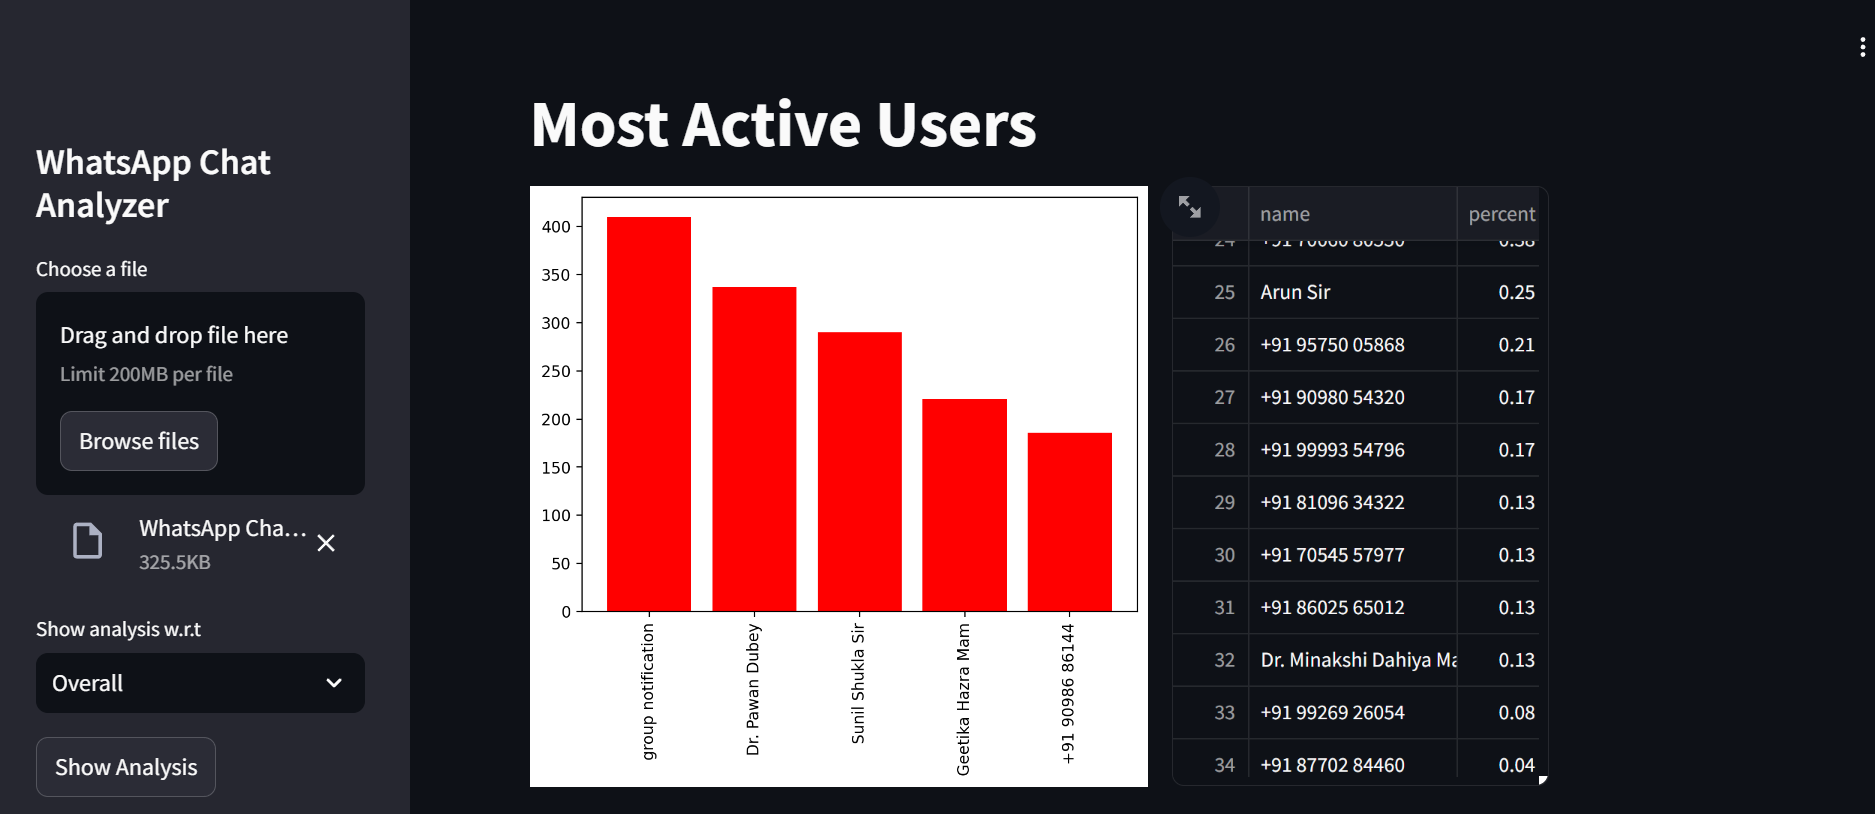 WhatsApp Chat
Analyzer
Choose a file
Drag and drop file here
Limit 200MB per file
Browse files
WhatsApp Cha...
325.5KB
Show analysis w.r.t
Overall
Show Analysis
Most Active Users
400
350
300
250
200
150
100
50
0
group notification
Dr. Pawan Dubey
Sunil Shukla Sir
Geetika Hazra Mam
+91 90986 86144
name percent
25 Arun Sir 0.25
26 +91 95750 05868 0.21
27 +91 90980 54320 0.17
28 +91 99993 54796 0.17
29 +91 81096 34322 0.13
30 +91 70545 57977 0.13
31 +91 86025 65012 0.13
32 Dr. Minakshi Dahiya Ma 0.13
33 +91 99269 26054 0.08
34 +91 87702 84460 0.04